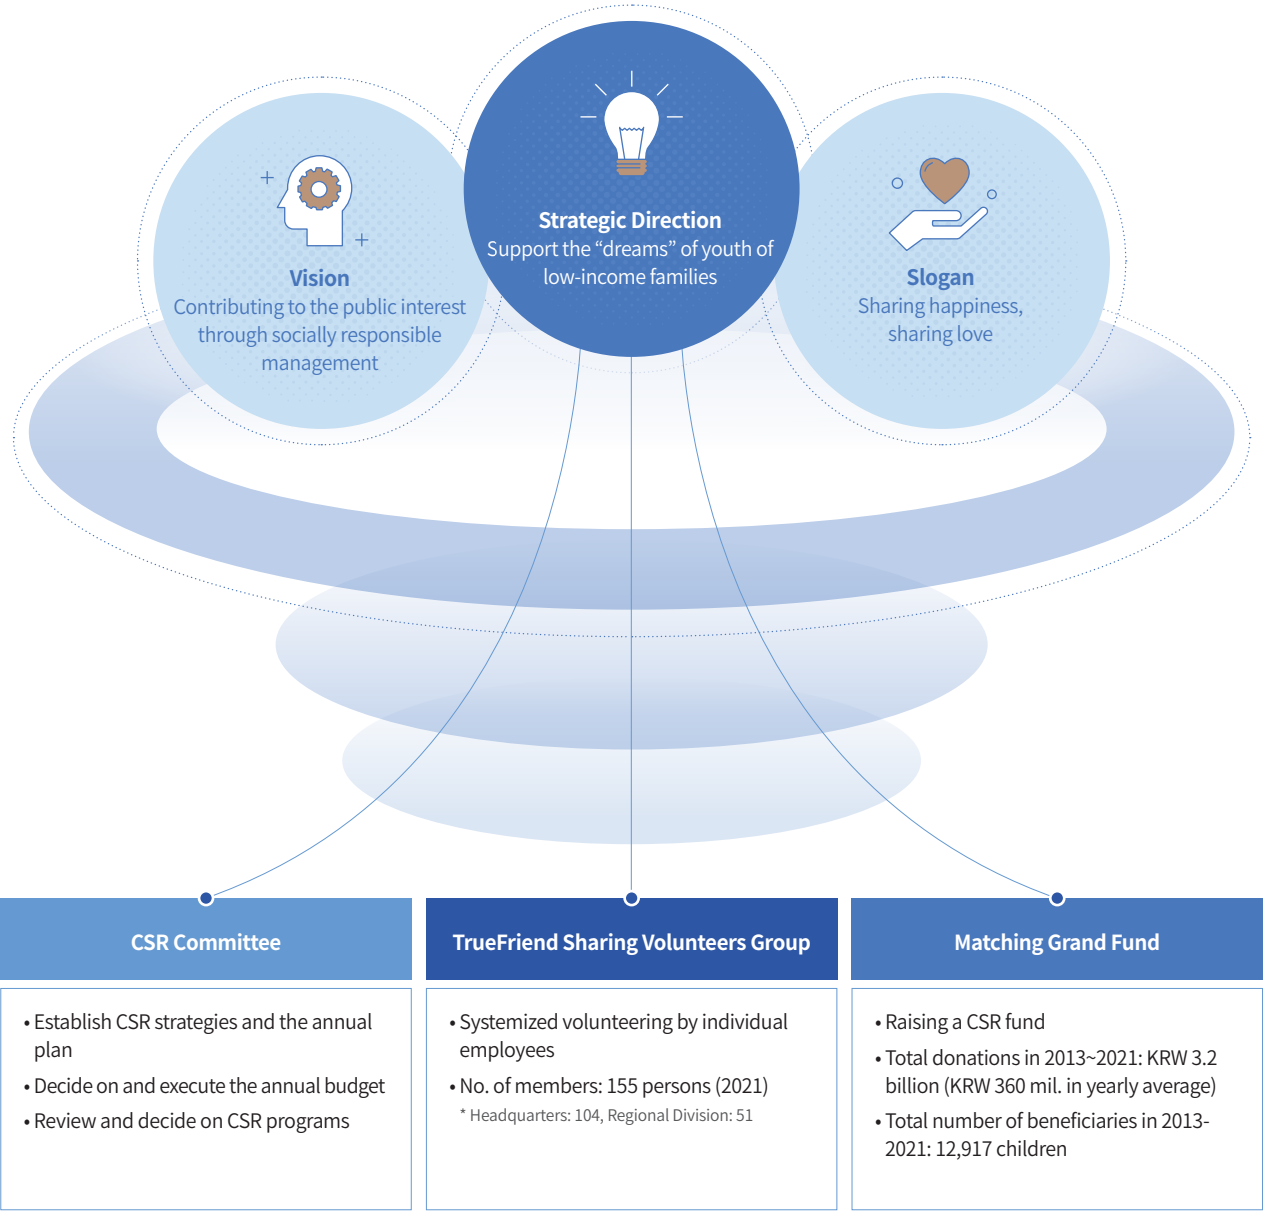 Strategic Direction
Support the “dreams” of youth of
low-income families
Vision
Contributing to the public interest
through socially responsible
management
Slogan
Sharing happiness,
sharing love
CSR Committee
• Establish CSR strategies and the annual
plan
• Decide on and execute the annual budget
• Review and decide on CSR programs
TrueFriend Sharing Volunteers Group
• Systemized volunteering by individual
employees
• No. of members: 155 persons (2021)
* Headquarters: 104, Regional Division: 51
Matching Grand Fund
• Raising a CSR fund
• Total donations in 2013~2021: KRW 3.2
billion (KRW 360 mil. in yearly average)
• Total number of beneficiaries in 2013-
2021: 12,917 children